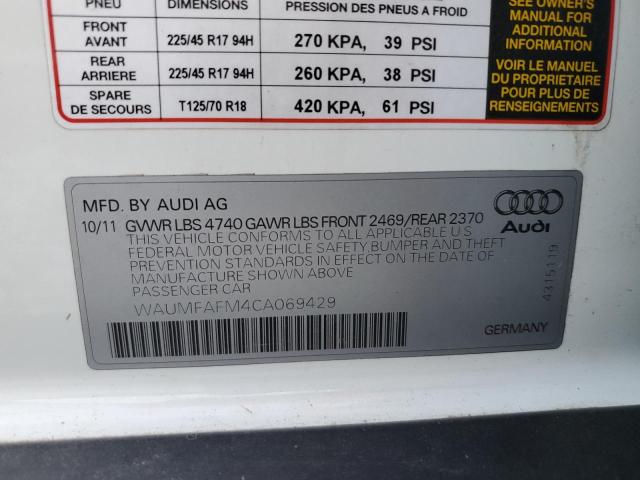 PNEU DIMENSIONS PRESSION DES PNEUS A FROID
SEE OWNER'S
MANUAL FOR
ADDITIONAL
INFORMATION
VOIR LE MANUEL
DU PROPRIETAIRE
POUR PLUS DE
RENSEIGNEMENTS
FRONT
AVANT 225/45 R17 94H 270 KPA, 39 PSI
REAR
ARRIERE 225/45 R17 94H 260 KPA, 38 PSI
SPARE
DE SECOURS T125/70 R18 420 KPA, 61 PSI
MFD. BY AUDI AG
10/11 GVWR LBS 4740 GAWR LBS FRONT 2469/REAR 2370
THIS VEHICLE CONFORMS TO ALL APPLICABLE U S
FEDERAL MOTOR VEHICLE SAFETY,BUMPER AND THEFT
PREVENTION STANDARDS IN EFFECT ON THE DATE OF
MANUFACTURE SHOWN ABOVE
PASSENGER CAR
WAUMFAFM4CA069429
Audi
4315119
GERMANY